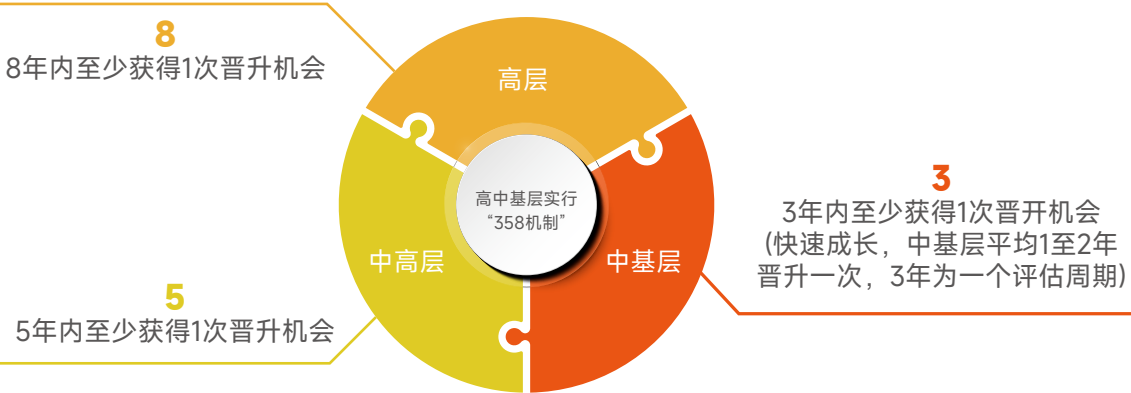 8
8年内至少获得1次晋升机会
高层
高中基层实行
“358机制”
中高层
中基层
3
3年内至少获得1次晋开机会
(快速成长，中基层平均1至2年
晋升一次，3年为一个评估周期)
5
5年内至少获得1次晋升机会